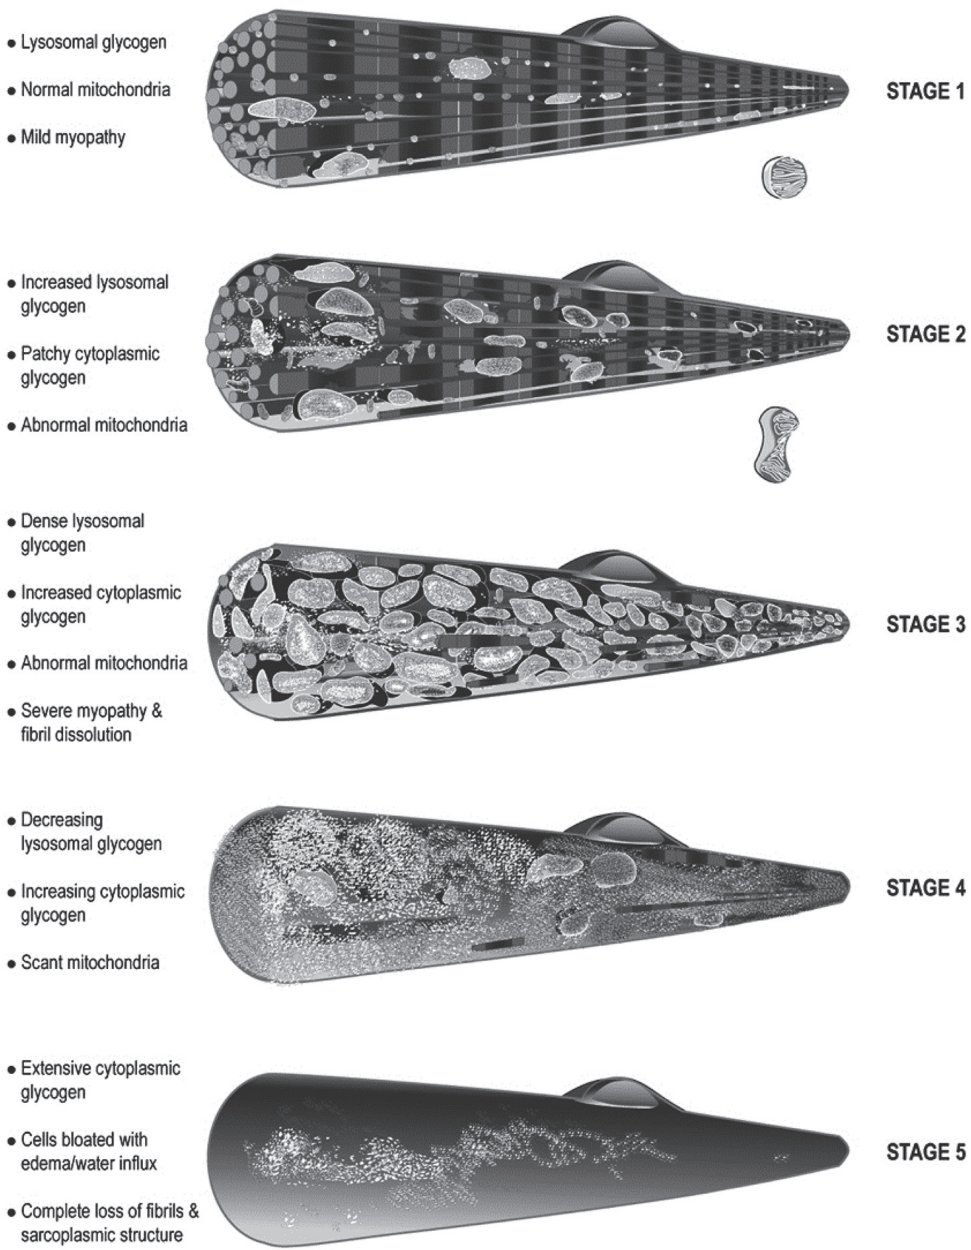 ● Lysosomal glycogen
● Normal mitochondria
● Mild myopathy
STAGE 1
● Increased lysosomal
glycogen
● Patchy cytoplasmic
glycogen
● Abnormal mitochondria
STAGE 2
● Dense lysosomal
glycogen
● Increased cytoplasmic
glycogen
● Abnormal mitochondria
● Severe myopathy &
fibril dissolution
STAGE 3
● Decreasing
lysosomal glycogen
● Increasing cytoplasmic
glycogen
● Scant mitochondria
STAGE 4
● Extensive cytoplasmic
glycogen
● Cells bloated with
edema/water influx
● Complete loss of fibrils &
sarcoplasmic structure
STAGE 5